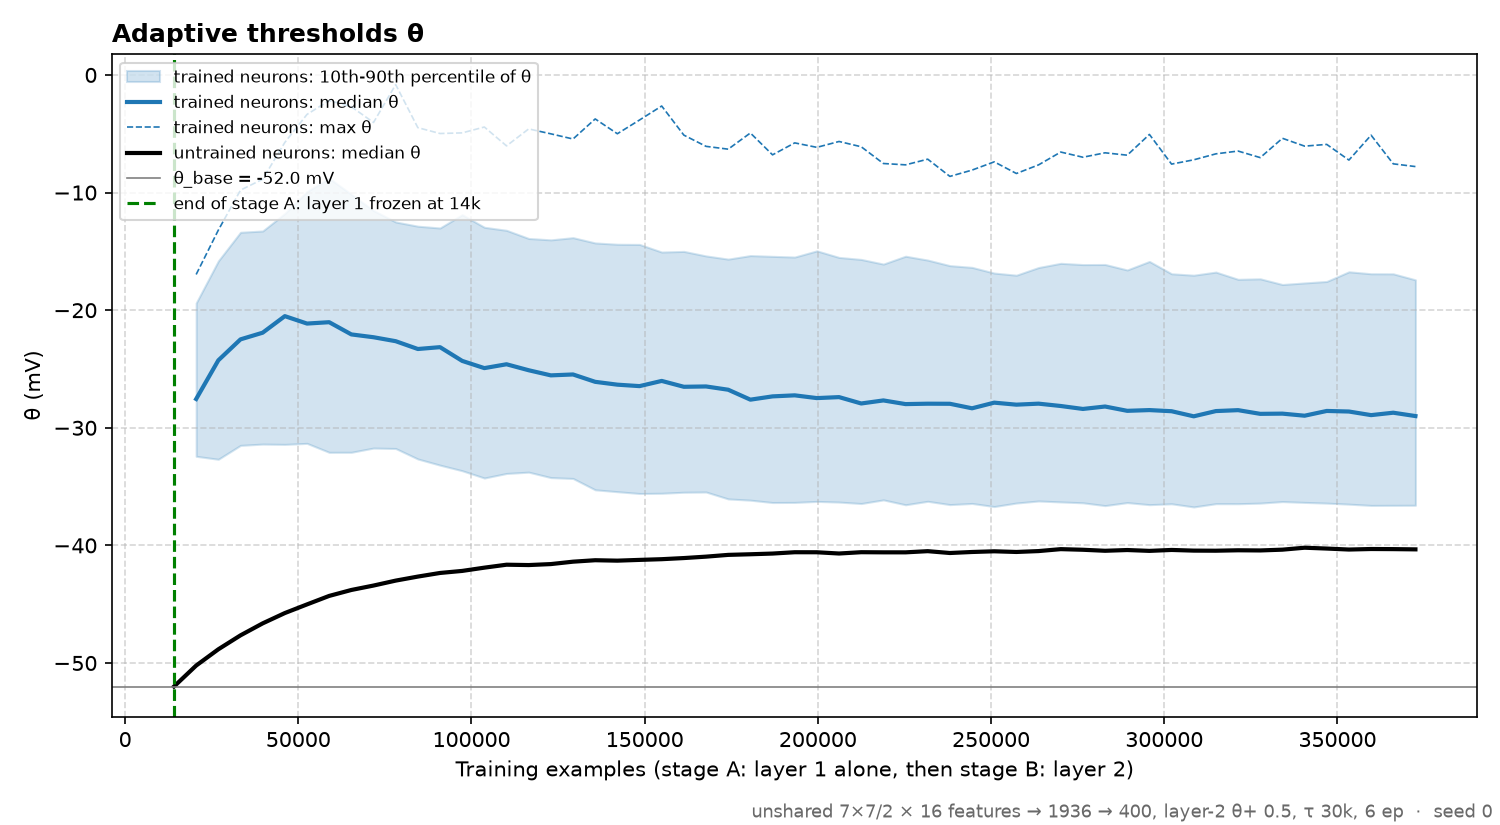 Adaptive thresholds θ
trained neurons: 10th-90th percentile of θ
trained neurons: median θ
trained neurons: max θ
untrained neurons: median θ
θ_base = -52.0 mV
end of stage A: layer 1 frozen at 14k
0
−10
−20
−30
−40
−50
θ (mV)
0 50000 100000 150000 200000 250000 300000 350000
Training examples (stage A: layer 1 alone, then stage B: layer 2)
unshared 7×7/2 × 16 features → 1936 → 400, layer-2 θ+ 0.5, τ 30k, 6 ep · seed 0